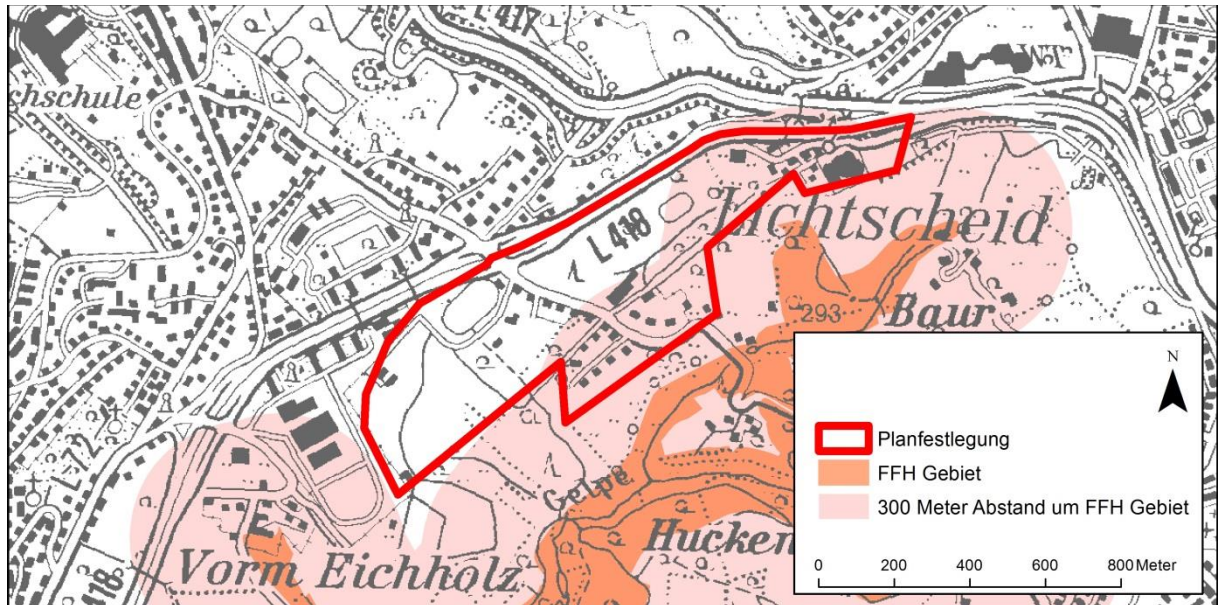 L 417
chschule
Lichtscheid
L 418
293
Baur
Gelpe
L 722
Vorm Eichholz
Hucken
418
N
Planfestlegung
FFH Gebiet
300 Meter Abstand um FFH Gebiet
0 200 400 800 Meter